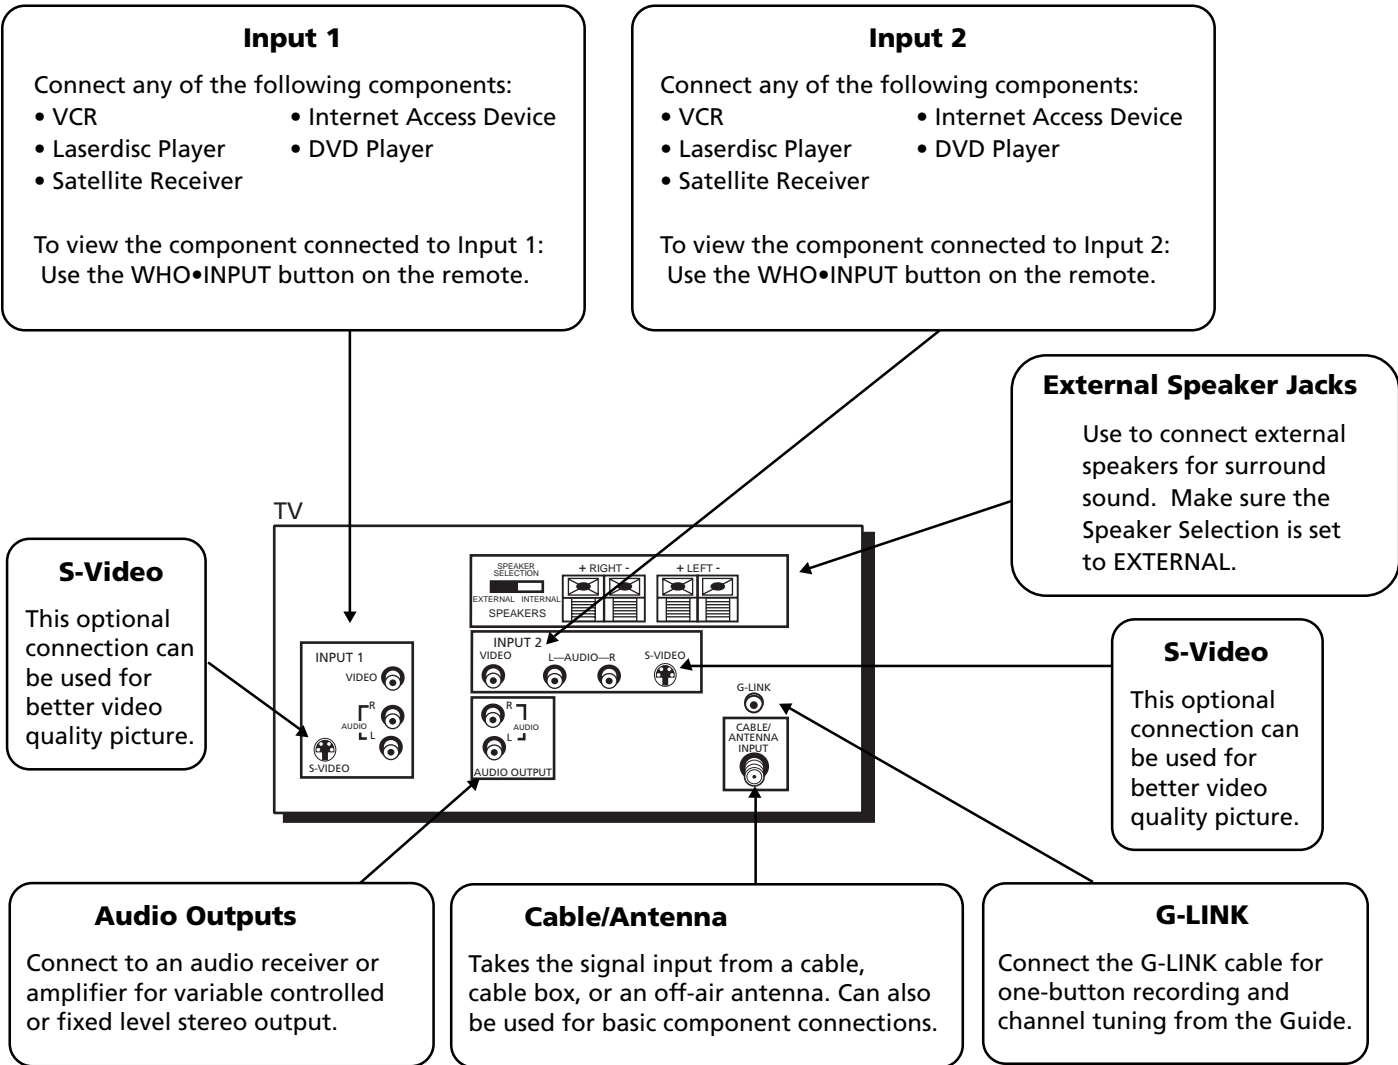 Input 1
Connect any of the following components:
• VCR • Internet Access Device
• Laserdisc Player • DVD Player
• Satellite Receiver
To view the component connected to Input 1:
Use the WHO•INPUT button on the remote.
Input 2
Connect any of the following components:
• VCR • Internet Access Device
• Laserdisc Player • DVD Player
• Satellite Receiver
To view the component connected to Input 2:
Use the WHO•INPUT button on the remote.
External Speaker Jacks
Use to connect external
speakers for surround
sound. Make sure the
Speaker Selection is set
to EXTERNAL.
TV
S-Video
This optional
connection can
be used for
better video
quality picture.
SPEAKER
SELECTION
EXTERNAL INTERNAL
SPEAKERS
+ RIGHT -
+ LEFT -
INPUT 1
VIDEO
R
AUDIO
L
S-VIDEO
INPUT 2
VIDEO
L—AUDIO—R
S-VIDEO
R
AUDIO
L
AUDIO OUTPUT
G-LINK
CABLE/
ANTENNA
INPUT
S-Video
This optional
connection can
be used for
better video
quality picture.
Audio Outputs
Connect to an audio receiver or
amplifier for variable controlled
or fixed level stereo output.
Cable/Antenna
Takes the signal input from a cable,
cable box, or an off-air antenna. Can also
be used for basic component connections.
G-LINK
Connect the G-LINK cable for
one-button recording and
channel tuning from the Guide.